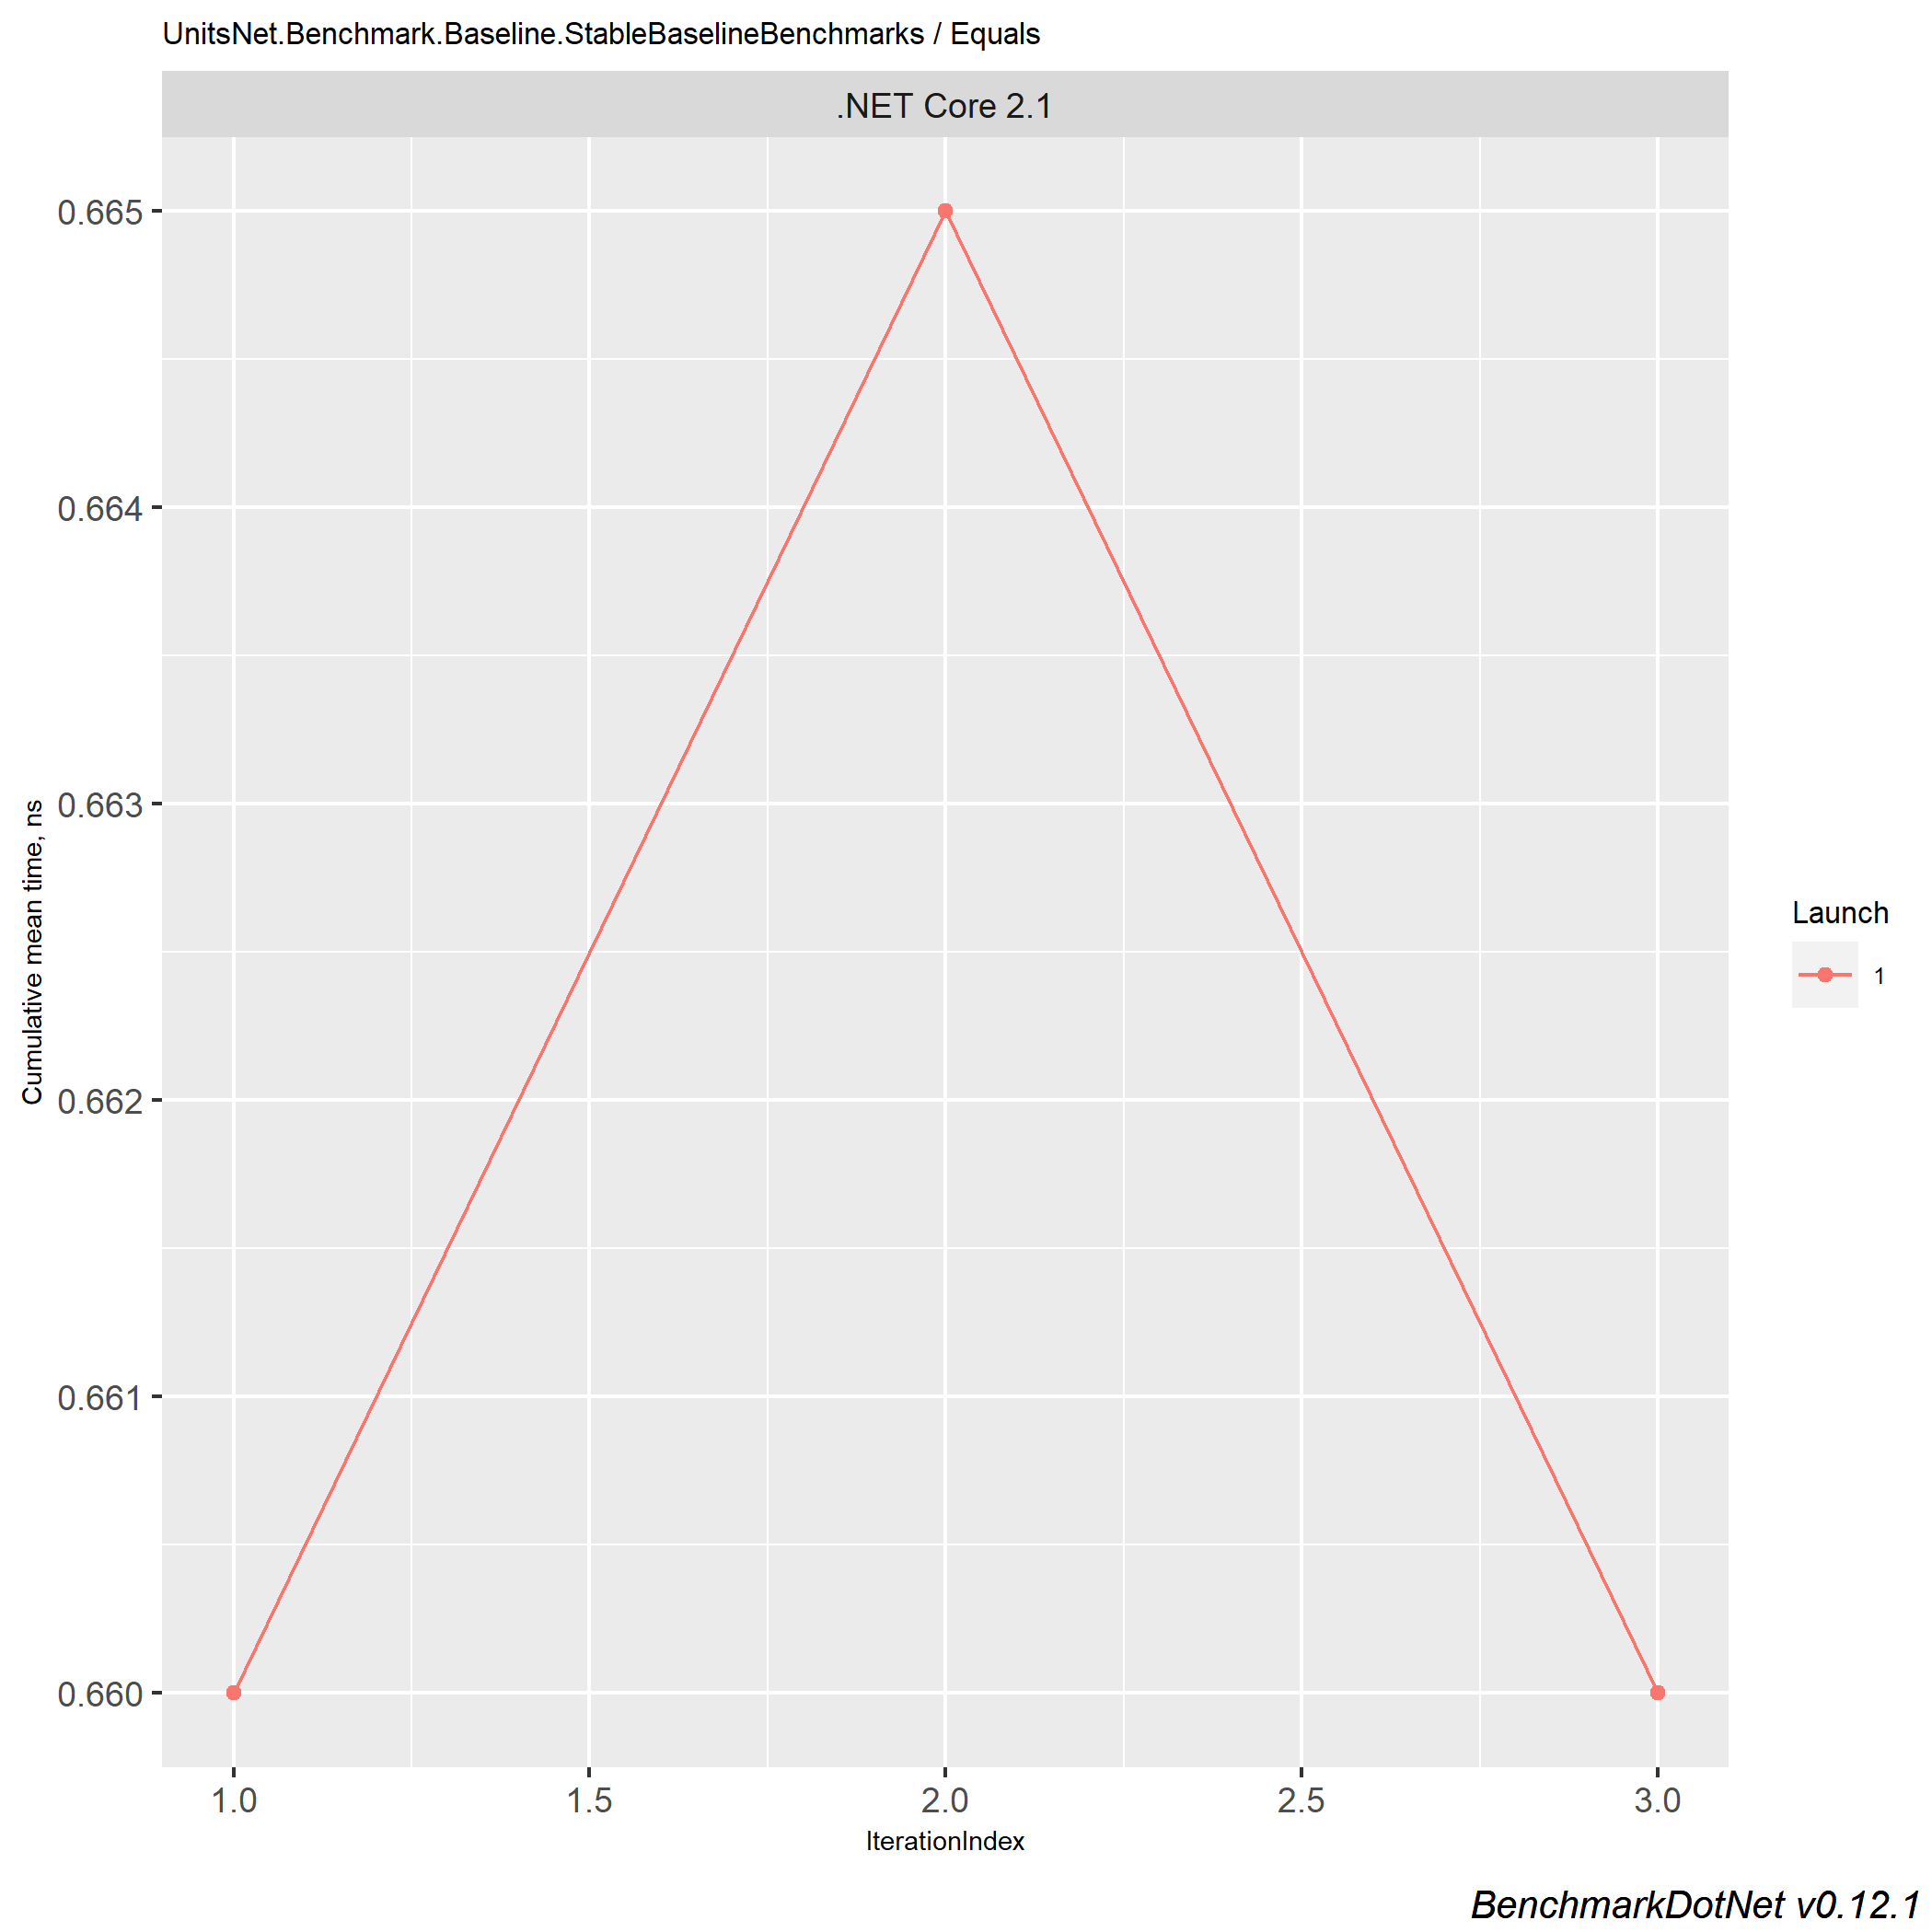 UnitsNet.Benchmark.Baseline.StableBaselineBenchmarks / Equals
.NET Core 2.1
Cumulative mean time, ns
0.665
0.664
0.663
0.662
0.661
0.660
1.0 1.5 2.0 2.5 3.0
IterationIndex
Launch
1
BenchmarkDotNet v0.12.1